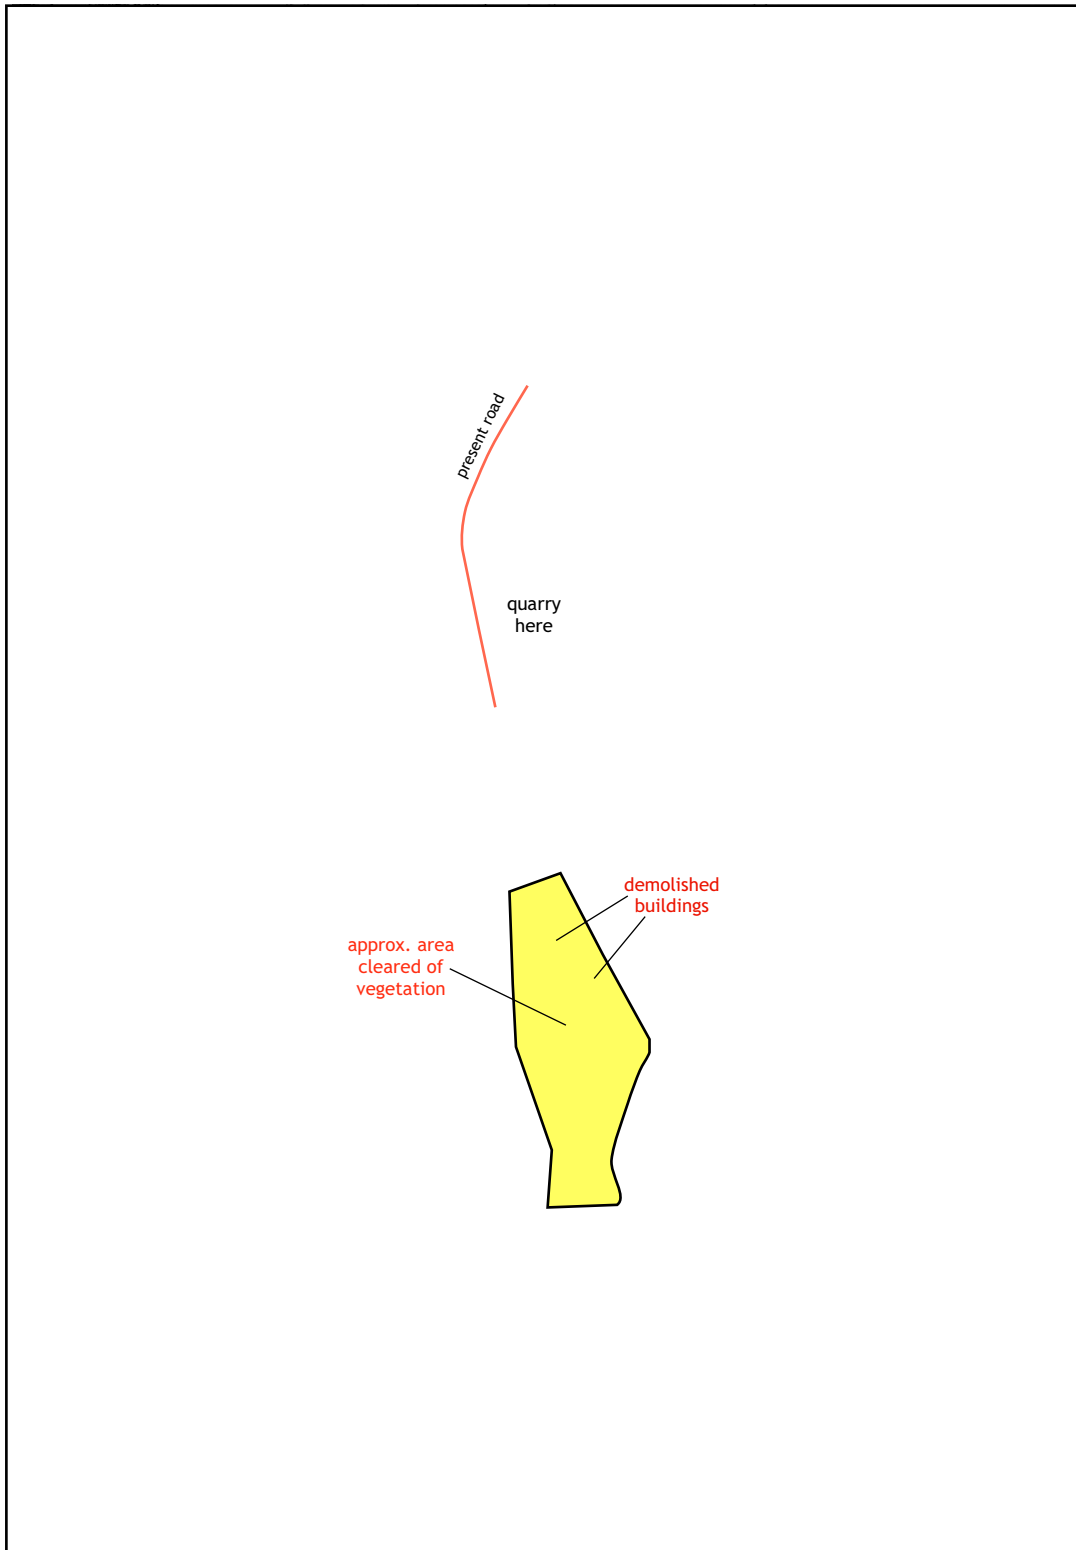 present road
quarry
here
demolished
buildings
approx. area
cleared of
vegetation